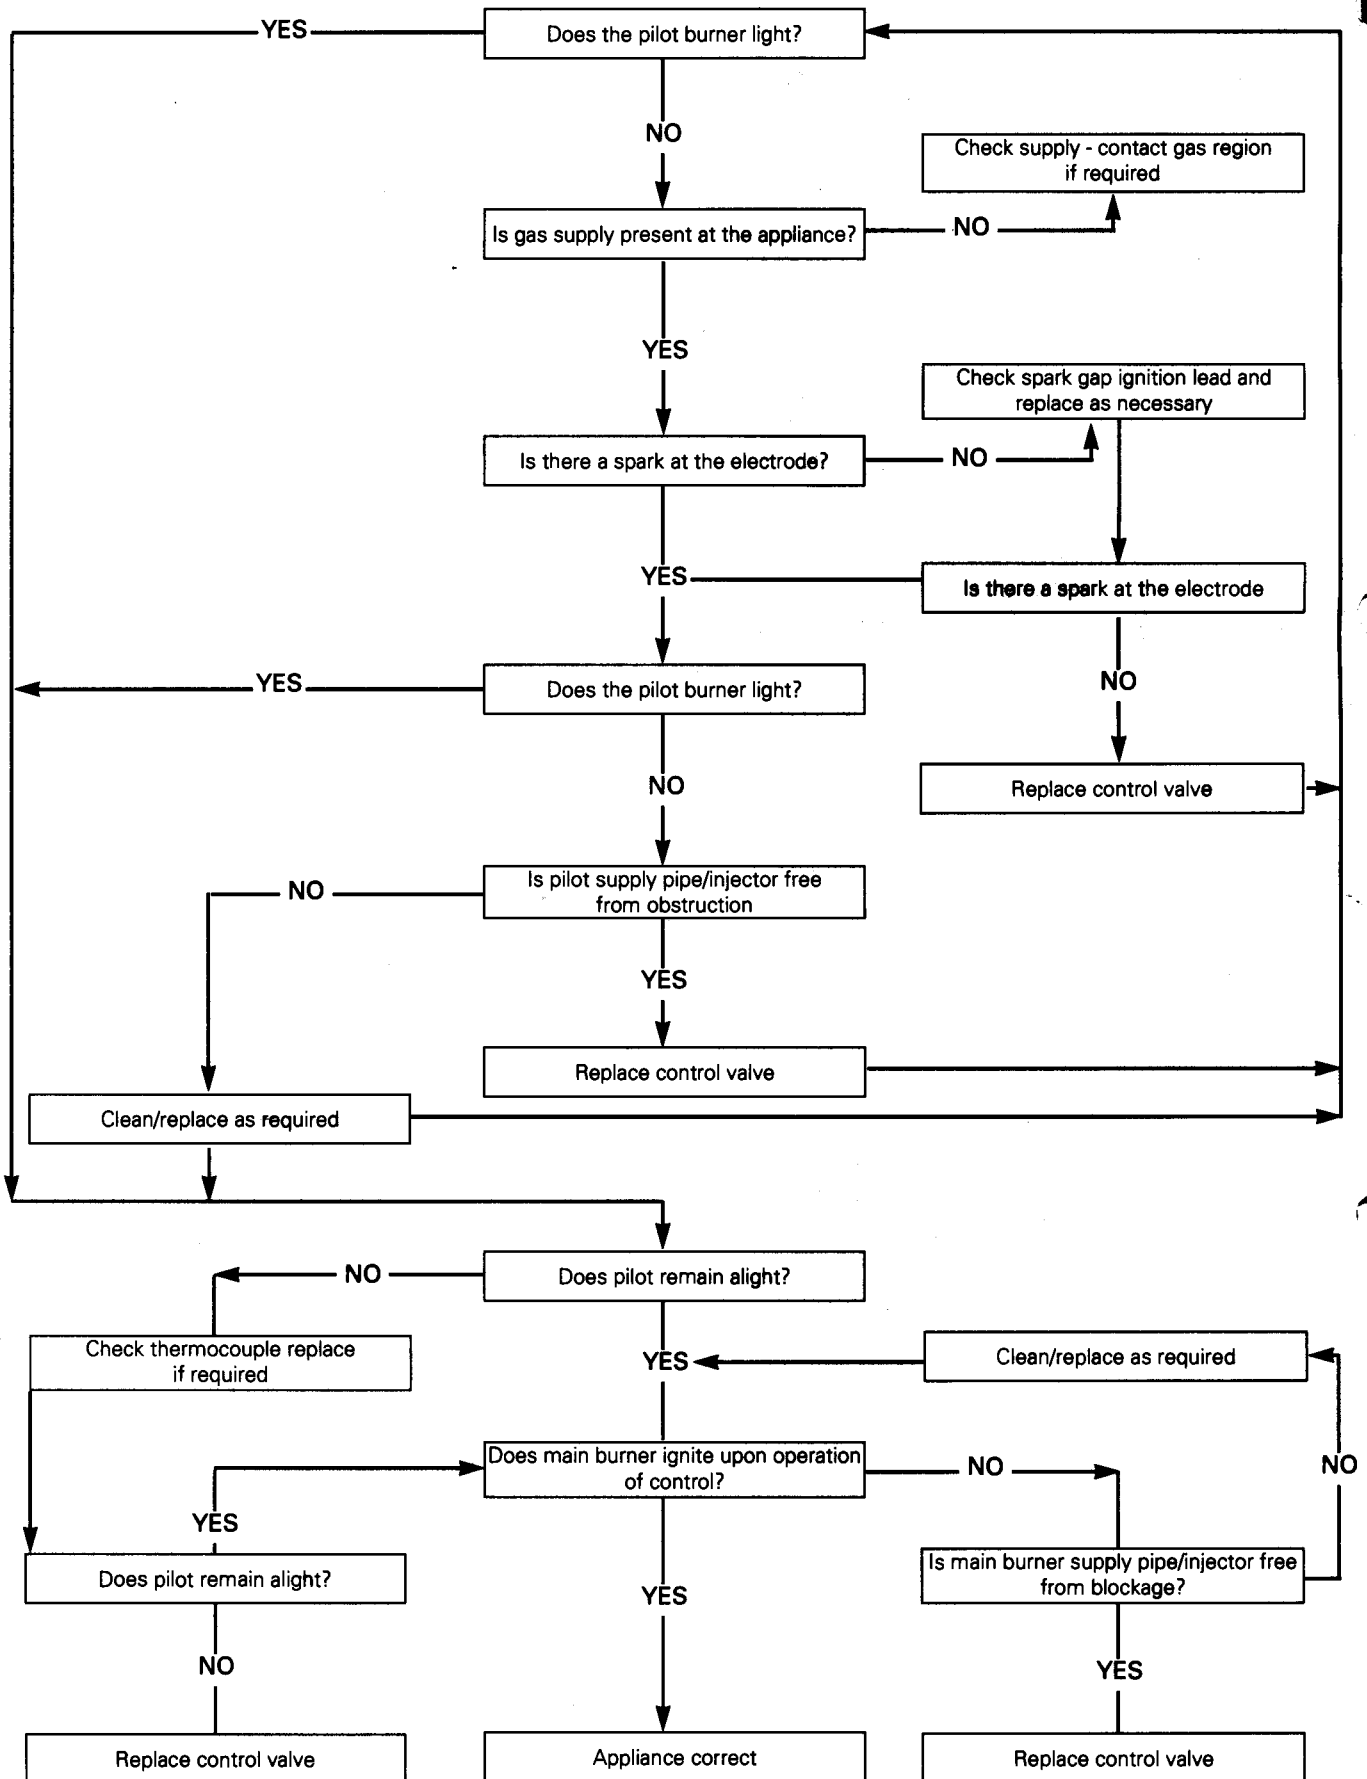 YES
Does the pilot burner light?
NO
Check supply - contact gas region
if required
Is gas supply present at the appliance?
NO
YES
Check spark gap ignition lead and
replace as necessary
Is there a spark at the electrode?
NO
YES
Is there a spark at the electrode
YES
Does the pilot burner light?
NO
NO
Replace control valve
Is pilot supply pipe/injector free
from obstruction
NO
YES
Replace control valve
Clean/replace as required
Does pilot remain alight?
NO
Check thermocouple replace
if required
YES
Clean/replace as required
Does main burner ignite upon operation
of control?
NO
NO
YES
Does pilot remain alight?
YES
Is main burner supply pipe/injector free
from blockage?
NO
YES
Replace control valve
Appliance correct
Replace control valve